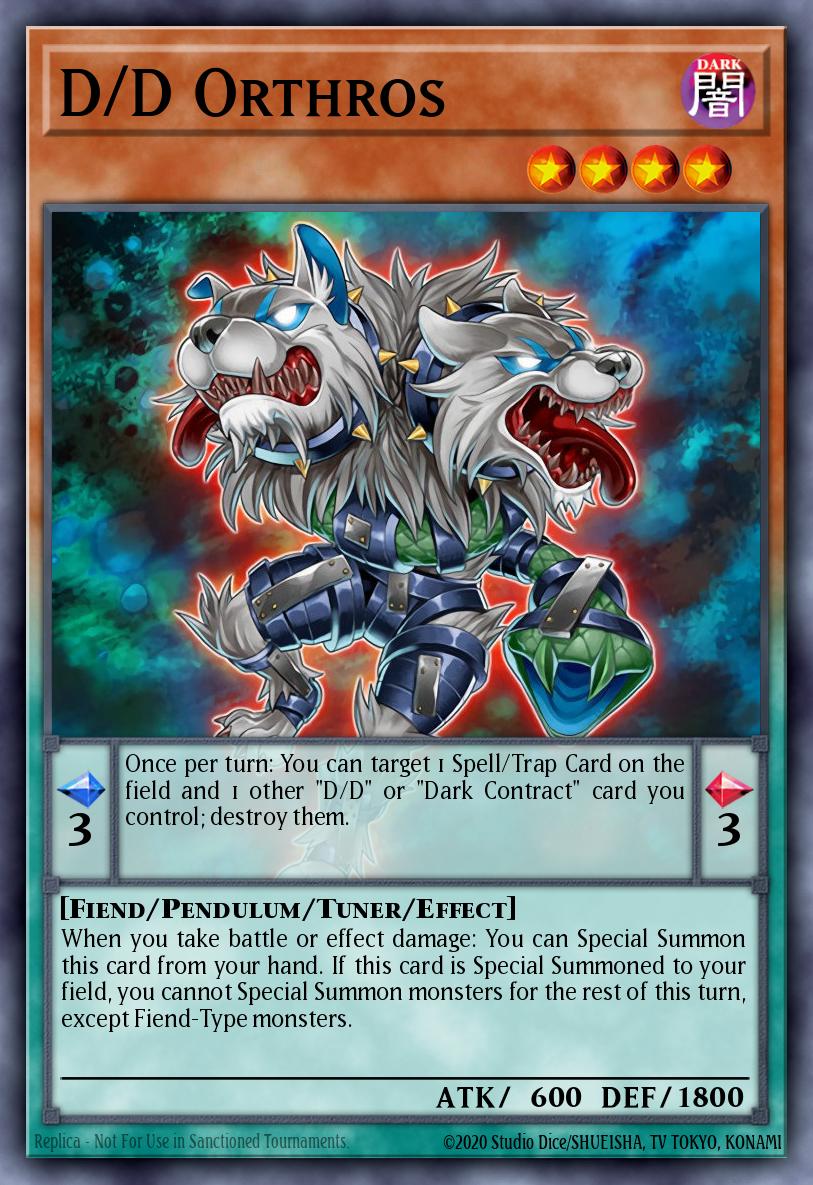 D/D Orthros
DARK
闇
Once per turn: You can target 1 Spell/Trap Card on the
field and 1 other "D/D" or "Dark Contract" card you
control; destroy them.
3
3
[Fiend/Pendulum/Tuner/Effect]
When you take battle or effect damage: You can Special Summon
this card from your hand. If this card is Special Summoned to your
field, you cannot Special Summon monsters for the rest of this turn,
except Fiend-Type monsters.
ATK/ 600 DEF/1800
Replica - Not For Use in Sanctioned Tournaments.
©2020 Studio Dice/SHUEISHA, TV TOKYO, KONAMI